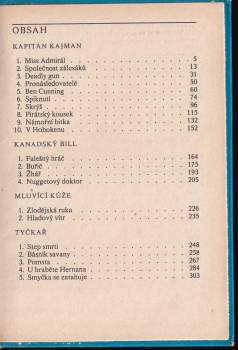 OBSAH
KAPITÁN KAJMAN
1. Miss Admirál . . . . . 5
2. Společnost zálesáků . . . . . 13
3. Deadly gun . . . . . 31
4. Pronásledovatelé . . . . . 50
5. Ben Cunning . . . . . 60
6. Spiknutí . . . . . 74
7. Skrýš . . . . . 96
8. Pirátský kousek . . . . . 115
9. Námořní bitka . . . . . 132
10. V Hobokenu . . . . . 152
KANADSKÝ BILL
1. Falešný hráč . . . . . 164
2. Buřič . . . . . 175
3. Žhář . . . . . 193
4. Nuggetový doktor . . . . . 205
MLUVÍCÍ KŮŽE
1. Zlodějská ruka . . . . . 226
2. Hladový vítr . . . . . 235
TYČKAŘ
1. Step smrti . . . . . 248
2. Básník savany . . . . . 258
3. Pomsta . . . . . 267
4. U hraběte Hernana . . . . . 284
5. Smyčka se zatahuje . . . . . 303